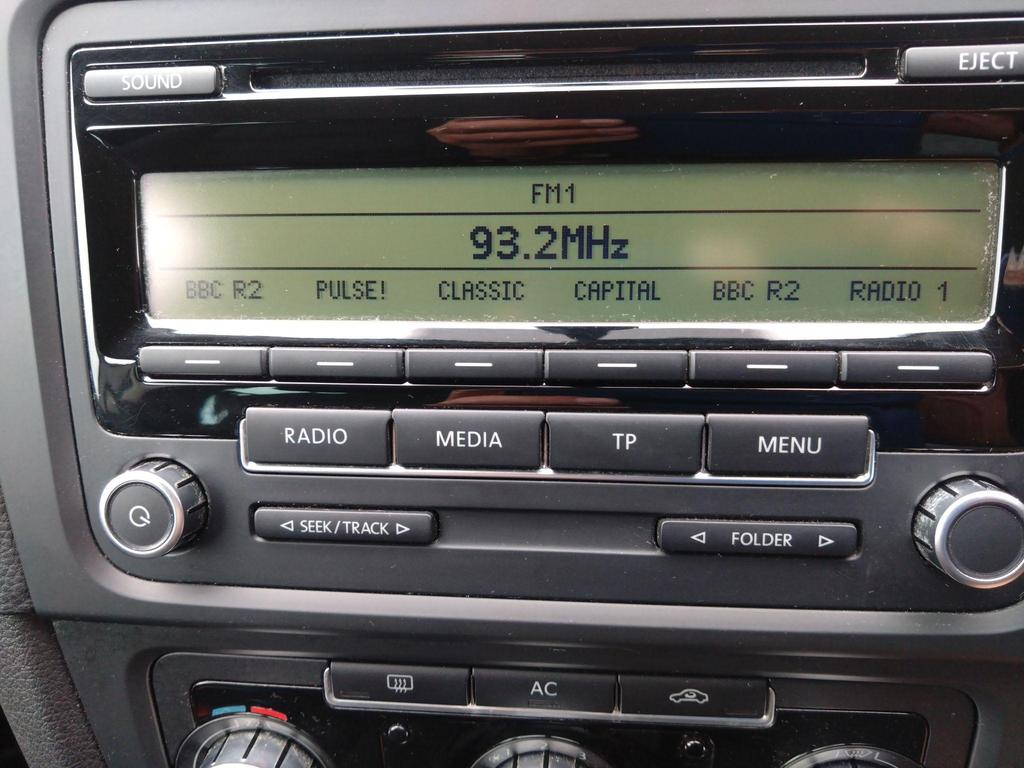 SOUND EJECT
FM1
93.2MHz
BBC R2 PULSE! CLASSIC CAPITAL BBC R2 RADIO 1
RADIO MEDIA TP MENU
SEEK/TRACK FOLDER
AC